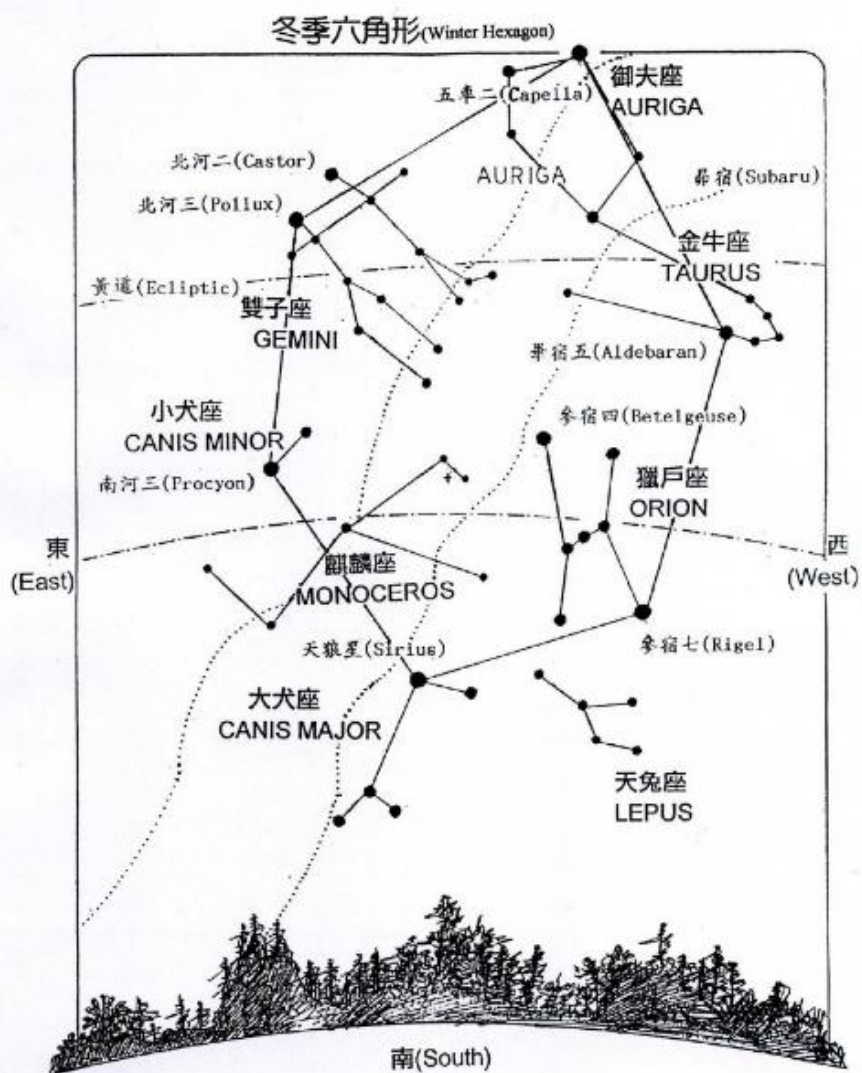 冬季六角形(Winter Hexagon)
御夫座
AURIGA
五車二(Capella)
北河二(Castor)
AURIGA
昴宿(Subaru)
北河三(Pollux)
金牛座
TAURUS
黃道(Ecliptic)
雙子座
GEMINI
畢宿五(Aldebaran)
小犬座
CANIS MINOR
參宿四(Betelgeuse)
南河三(Procyon)
獵戶座
ORION
東
(East)
西
(West)
麒麟座
MONOCEROS
天狼星(Sirius)
參宿七(Rigel)
大犬座
CANIS MAJOR
天兔座
LEPUS
南(South)